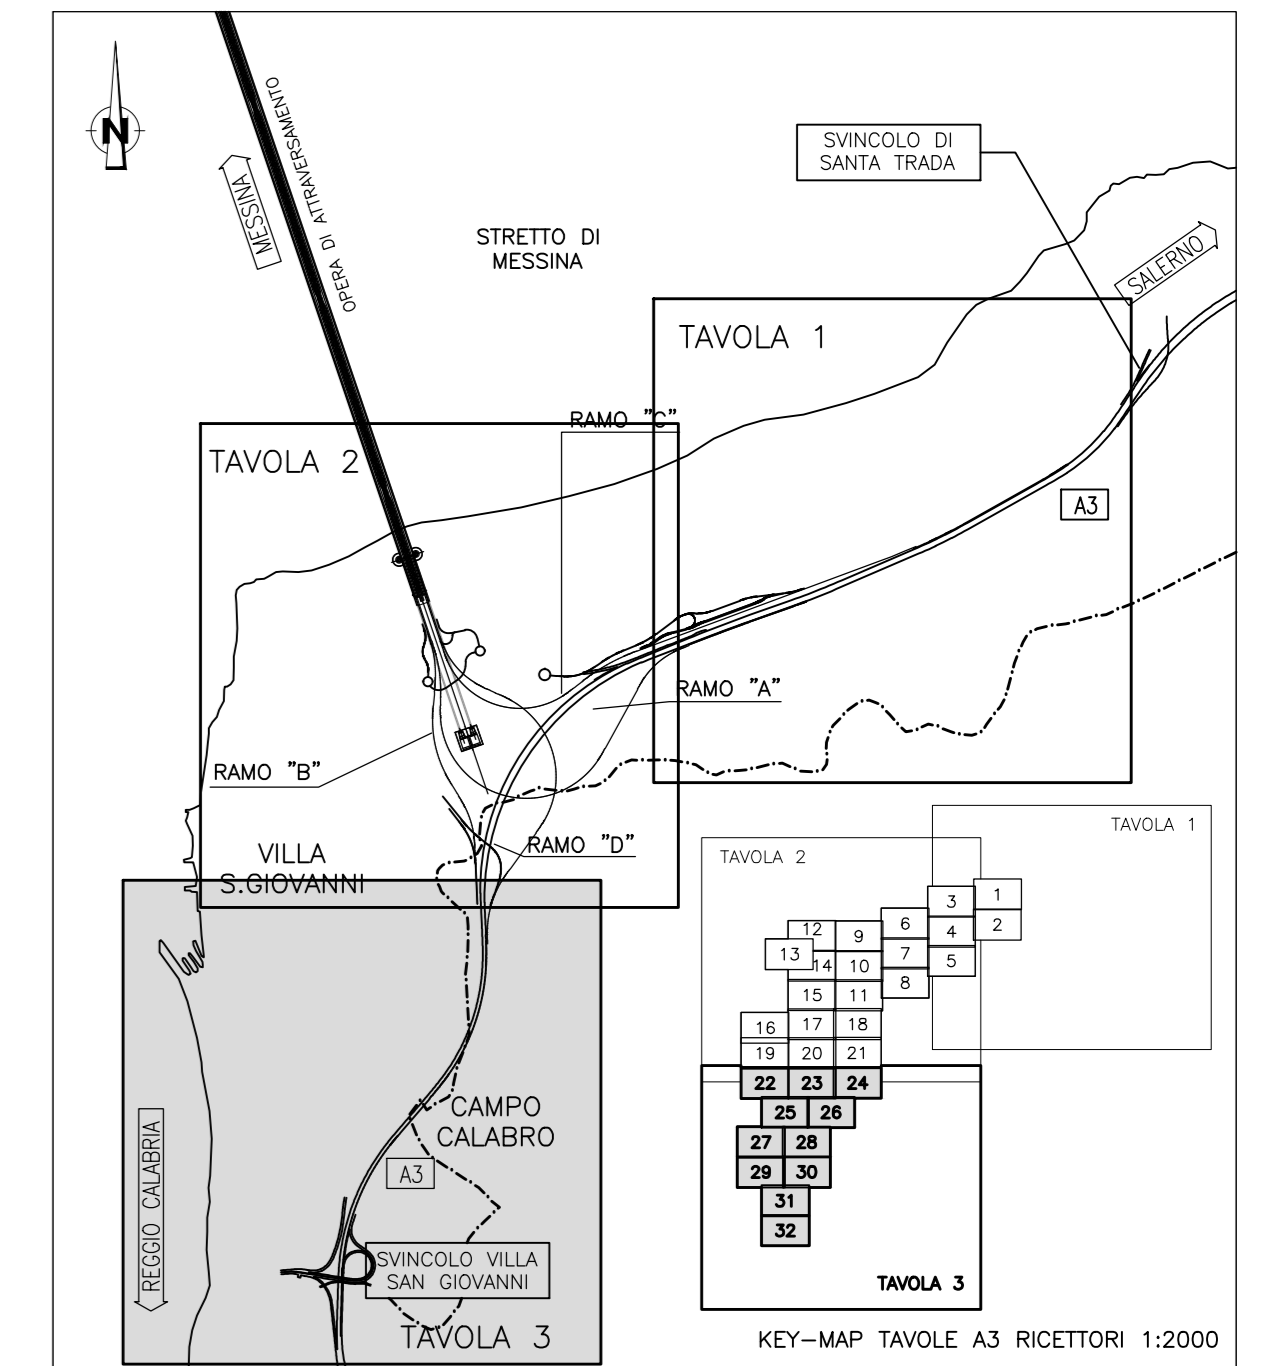 N
OPERA DI ATTRAVERSAMENTO
MESSINA
STRETTO DI
MESSINA
SVINCOLO DI
SANTA TRADA
SALERNO
TAVOLA 1
RAMO "C"
TAVOLA 2
A3
RAMO "A"
RAMO "B"
RAMO "D"
VILLA
S.GIOVANNI
CAMPO
CALABRO
A3
REGGIO CALABRIA
SVINCOLO VILLA
SAN GIOVANNI
TAVOLA 3
TAVOLA 1
TAVOLA 2
1
3
2
6
4
12
9
13
7
5
14
10
8
15
11
16
17
18
19
20
21
22
23
24
25
26
27
28
29
30
31
32
TAVOLA 3
KEY-MAP TAVOLE A3 RICETTORI 1:2000